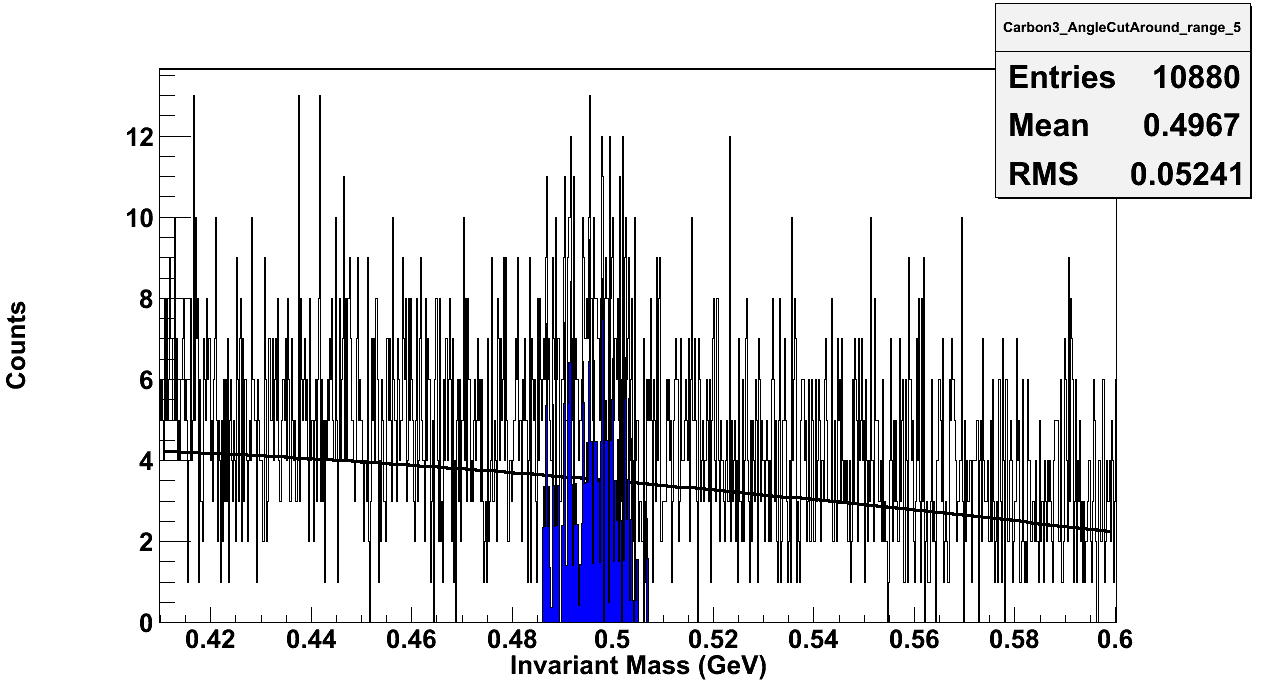 Carbon3_AngleCutAround_range_5
Entries 10880
Mean 0.4967
RMS 0.05241
Counts
12
10
8
6
4
2
0
0.42 0.44 0.46 0.48 0.5 0.52 0.54 0.56 0.58 0.6
Invariant Mass (GeV)